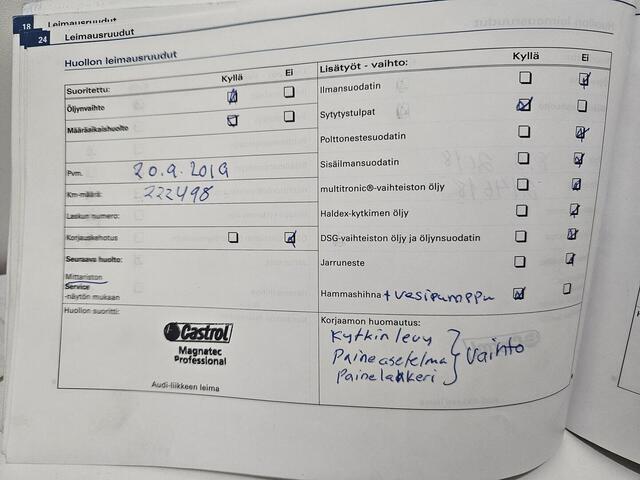 18 Leimausruudut
24 Leimausruudut
Huollon leimausruudut
Kyllä Ei
Suoritettu:
Öljynvaihto
Määräaikaishuolto
Pvm. 20.9.2019
Km-määrä: 222498
Laskun numero:
Korjauskehotus
Seuraava huolto:
Mittariston
Service
-näytön mukaan
Huollon suoritti:
Castrol
Magnatec
Professional
Audi-liikkeen leima
Lisätyöt - vaihto: Kyllä Ei
Ilmansuodatin
Sytytystulpat
Polttonestesuodatin
Sisäilmansuodatin
multitronic®-vaihteiston öljy
Haldex-kytkimen öljy
DSG-vaihteiston öljy ja öljynsuodatin
Jarruneste
Hammashihna + vesipumppu
Korjaamon huomautus:
Kytkin levy
Paineasetelma Vaihto
Painelaakeri